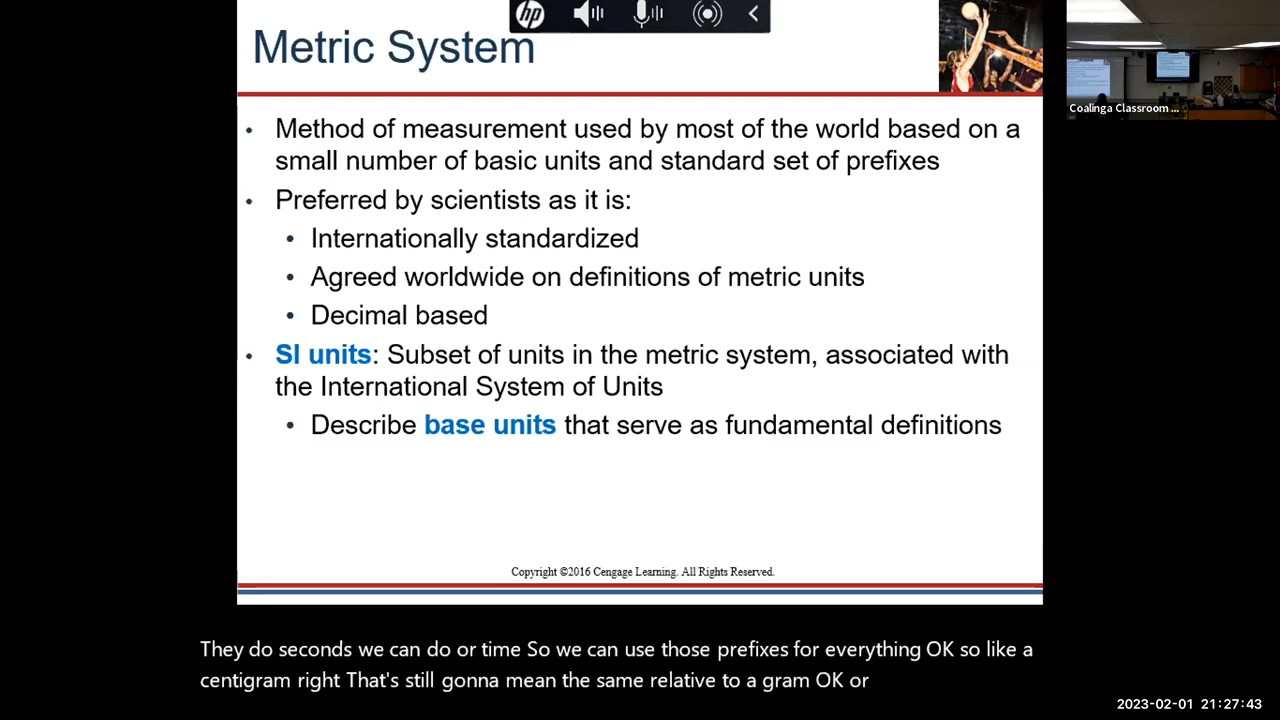 hp
Metric System
Coalinga Classroom ...
• Method of measurement used by most of the world based on a
small number of basic units and standard set of prefixes
• Preferred by scientists as it is:
• Internationally standardized
• Agreed worldwide on definitions of metric units
• Decimal based
• SI units: Subset of units in the metric system, associated with
the International System of Units
• Describe base units that serve as fundamental definitions
Copyright ©2016 Cengage Learning. All Rights Reserved.
They do seconds we can do or time So we can use those prefixes for everything OK so like a
centigram right That's still gonna mean the same relative to a gram OK or
2023-02-01 21:27:43